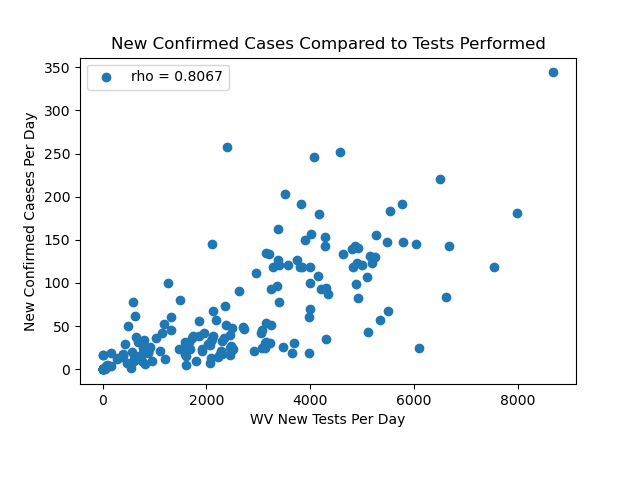 New Confirmed Cases Compared to Tests Performed
rho = 0.8067
350
300
250
200
150
100
50
0
New Confirmed Caeses Per Day
0 2000 4000 6000 8000
WV New Tests Per Day